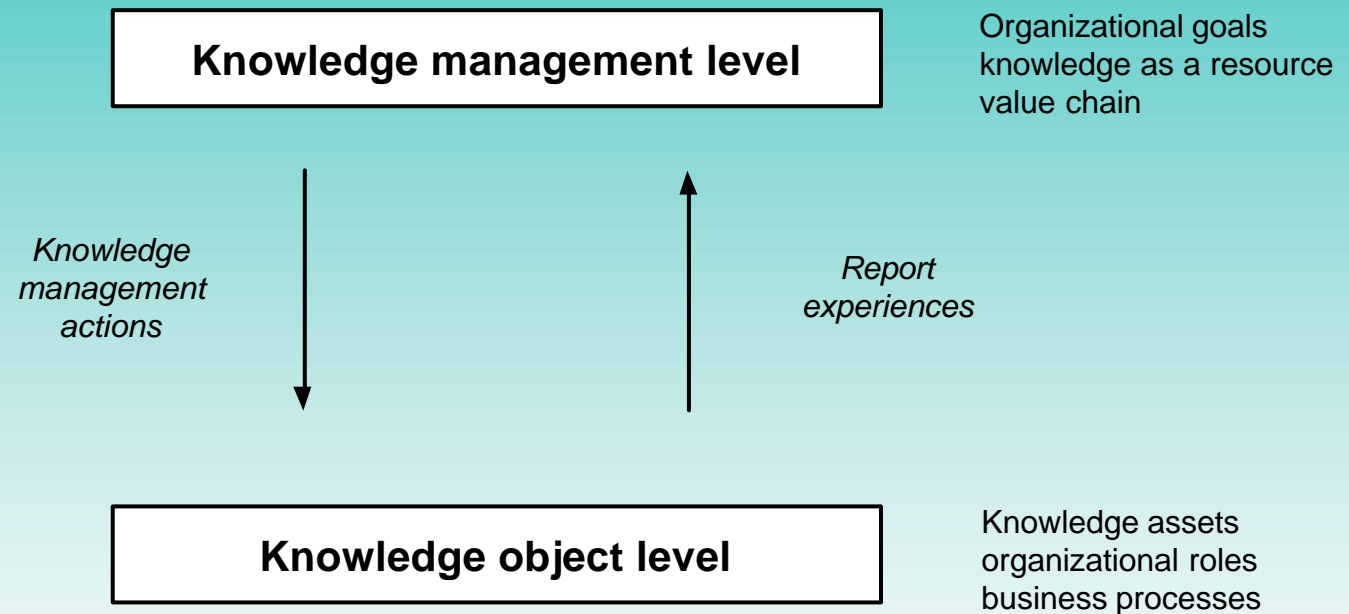 Knowledge management level
Organizational goals
knowledge as a resource
value chain
Knowledge
management
actions
Report
experiences
Knowledge object level
Knowledge assets
organizational roles
business processes